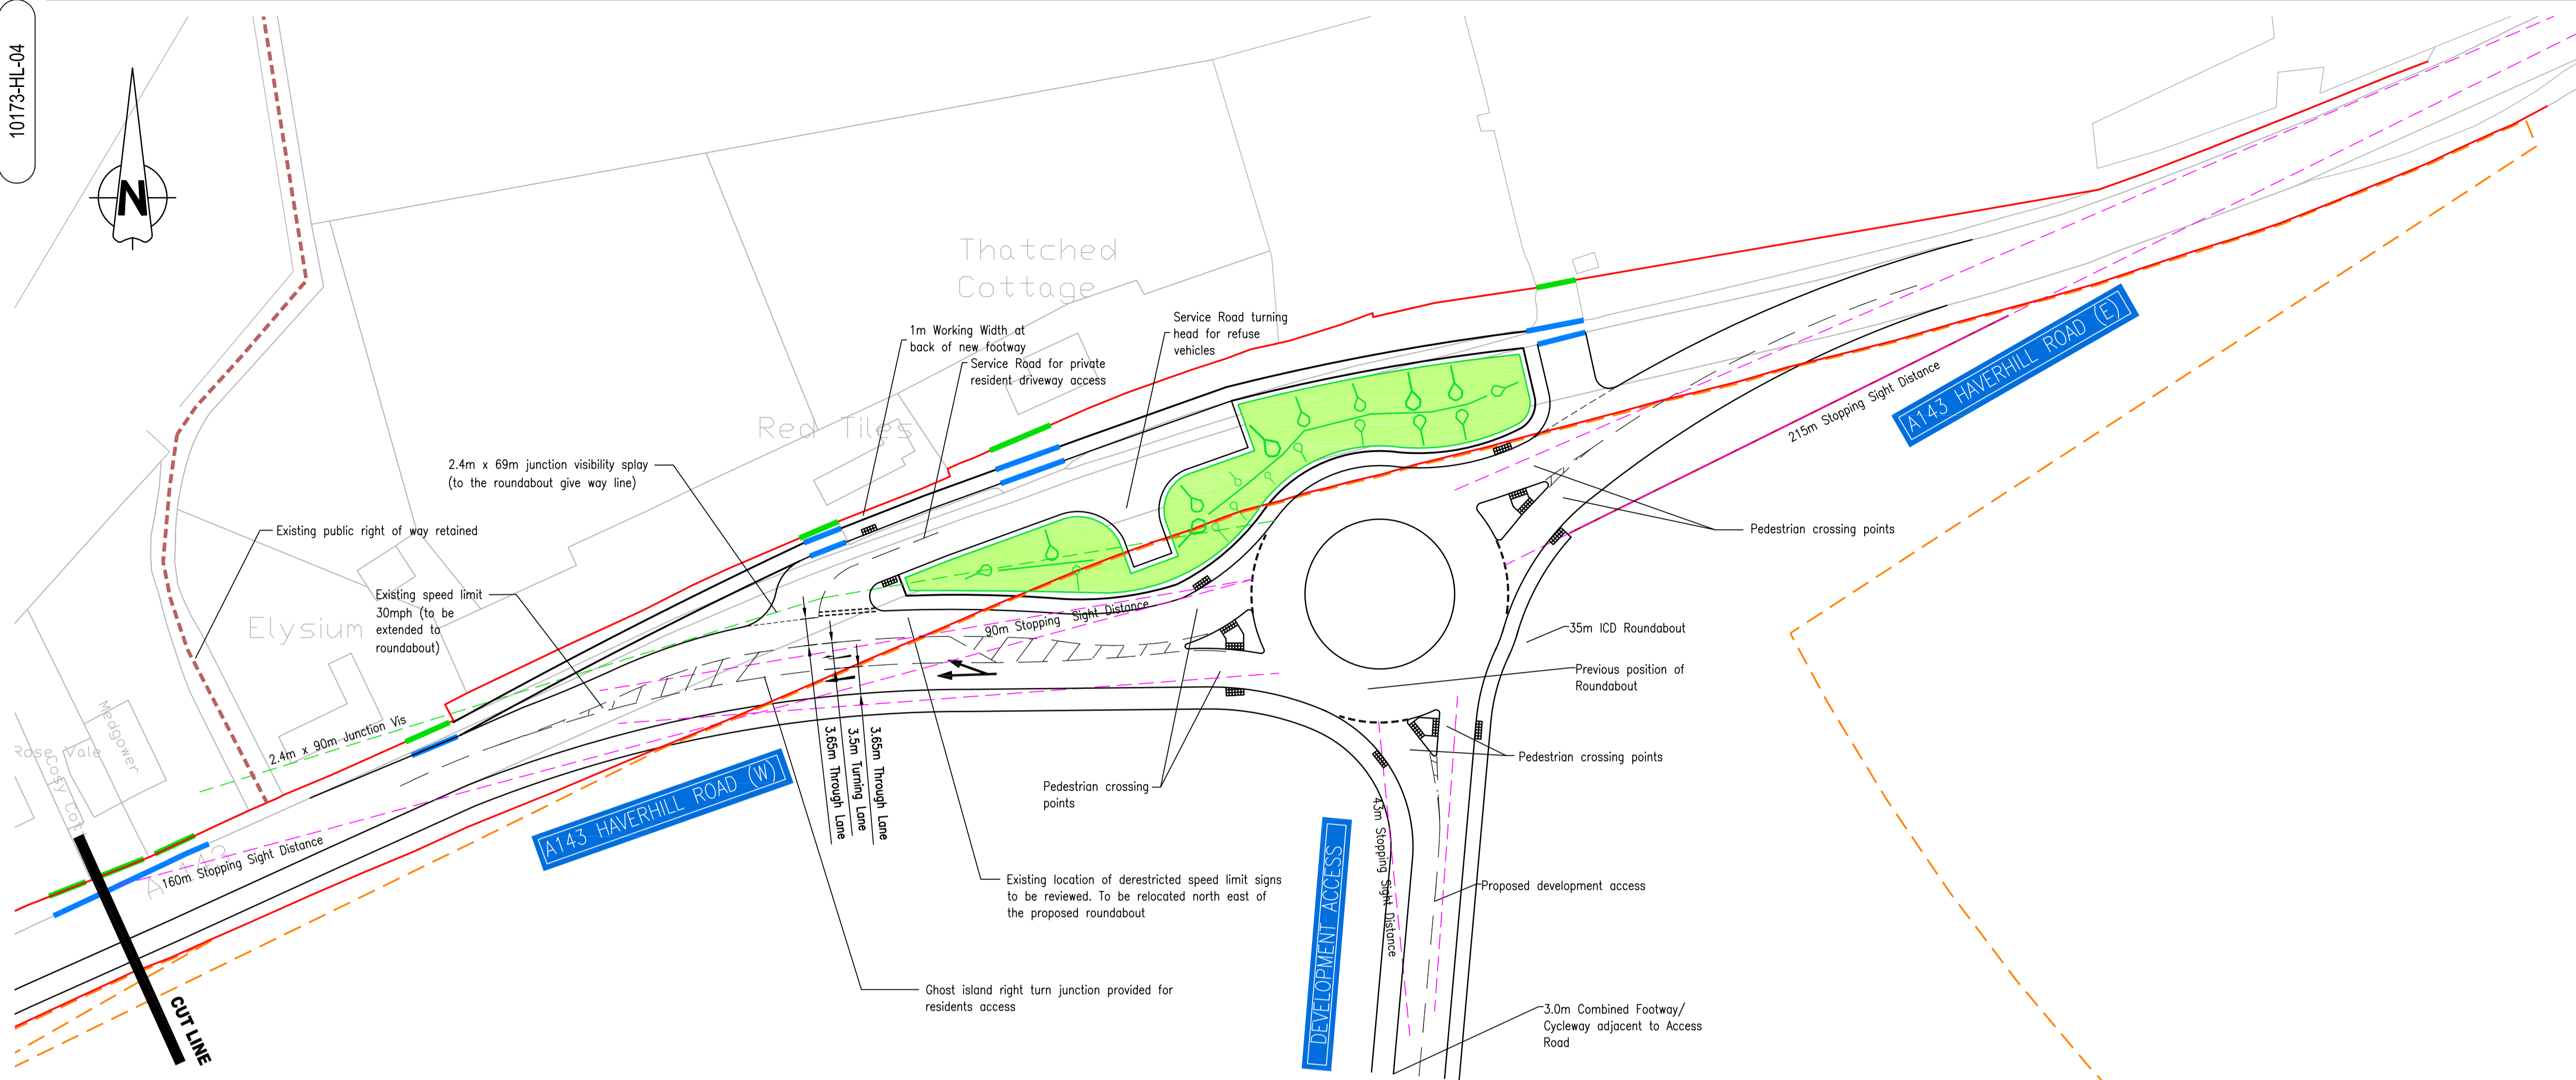 10173-HL-04
N
Thatched
Cottage
Service Road turning
head for refuse
vehicles
1m Working Width at
back of new footway
Service Road for private
resident driveway access
Red Tiles
A143 HAVERHILL ROAD (E)
215m Stopping Sight Distance
2.4m x 69m junction visibility splay
(to the roundabout give way line)
Existing public right of way retained
Pedestrian crossing points
Existing speed limit
30mph (to be
extended to
roundabout)
Elysium
90m Stopping Sight Distance
35m ICD Roundabout
Previous position of
Roundabout
Medgower
Rose Vale
Cosy Cot
2.4m x 90m Junction Vis
3.65m Through Lane
3.5m Turning Lane
3.65m Through Lane
Pedestrian crossing points
Pedestrian crossing
points
A143 HAVERHILL ROAD (W)
A 143
160m Stopping Sight Distance
43m Stopping Sight Distance
Existing location of derestricted speed limit signs
to be reviewed. To be relocated north east of
the proposed roundabout
Proposed development access
DEVELOPMENT ACCESS
Ghost island right turn junction provided for
residents access
3.0m Combined Footway/
Cycleway adjacent to Access
Road
CUT LINE